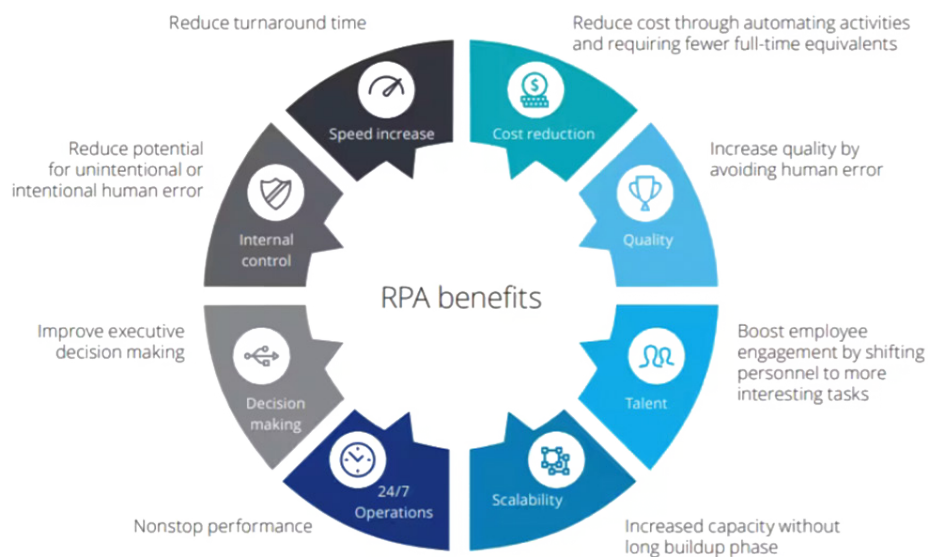 Reduce turnaround time
Reduce cost through automating activities
and requiring fewer full-time equivalents
Speed increase
Cost reduction
$
Reduce potential
for unintentional or
intentional human error
Increase quality by
avoiding human error
Internal
control
Quality
RPA benefits
Improve executive
decision making
Boost employee
engagement by shifting
personnel to more
interesting tasks
Decision
making
Talent
24/7
Operations
Scalability
Nonstop performance
Increased capacity without
long buildup phase